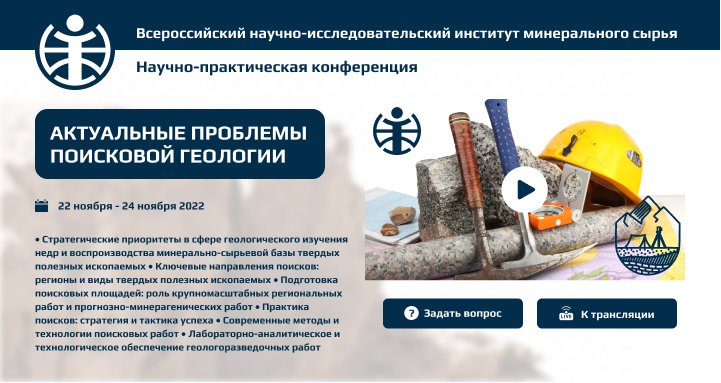 Всероссийский научно-исследовательский институт минерального сырья
Научно-практическая конференция
АКТУАЛЬНЫЕ ПРОБЛЕМЫ
ПОИСКОВОЙ ГЕОЛОГИИ
22 ноября - 24 ноября 2022
• Стратегические приоритеты в сфере геологического изучения
недр и воспроизводства минерально-сырьевой базы твердых
полезных ископаемых • Ключевые направления поисков:
регионы и виды твердых полезных ископаемых • Подготовка
поисковых площадей: роль крупномасштабных региональных
работ и прогнозно-минерагенических работ • Практика
поисков: стратегия и тактика успеха • Современные методы и
технологии поисковых работ • Лабораторно-аналитическое и
технологическое обеспечение геологоразведочных работ
? Задать вопрос
LIVE К трансляции